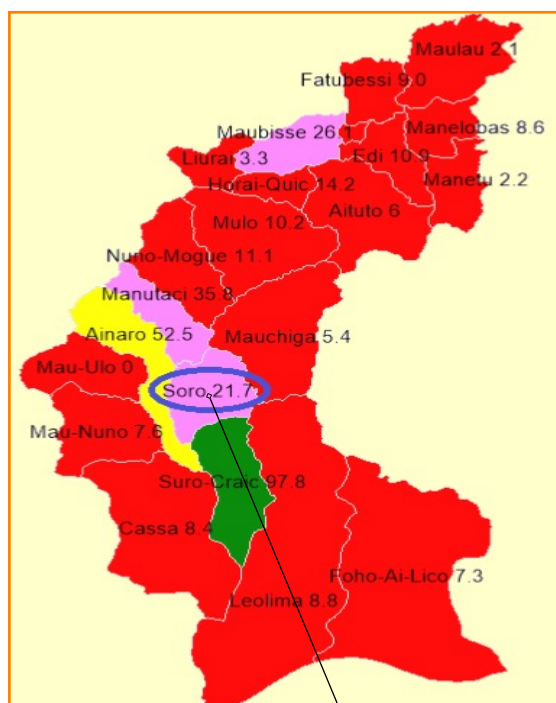 Maulau 2.1
Fatubessi 9.0
Maubisse 26.1
Manelobas 8.6
Liurai 3.3
Edi 10.9
Horai-Quic 14.2
Manetu 2.2
Mulo 10.2
Aituto 6
Nuno-Mogue 11.1
Manutaci 35.8
Ainaro 52.5
Mauchiga 5.4
Mau-Ulo 0
Soro 21.7
Mau-Nuno 7.6
Suro-Craic 97.8
Cassa 8.4
Foho-Ai-Lico 7.3
Leolima 8.8